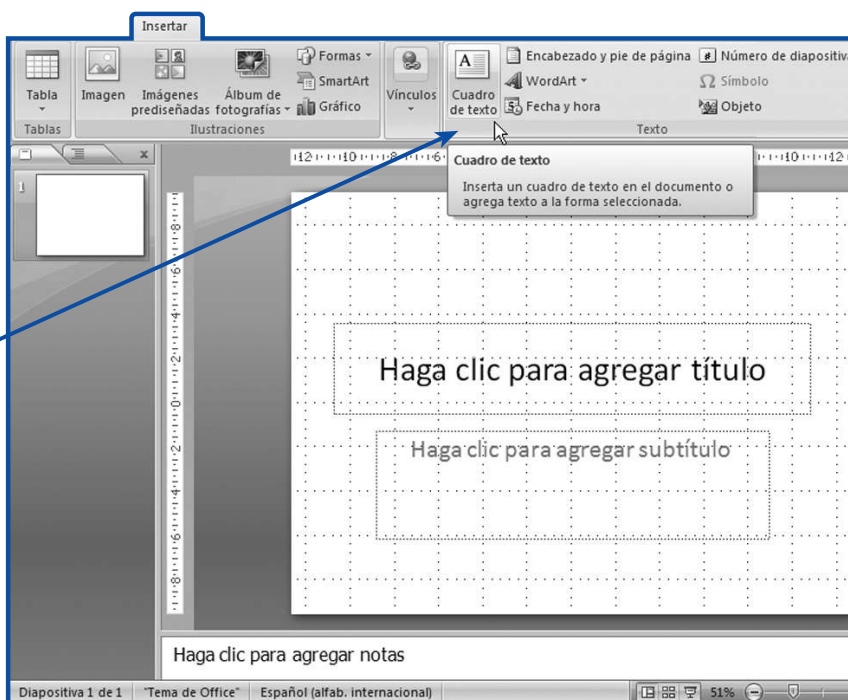 Insertar
Tabla
Tablas
Imagen
Imágenes
prediseñadas
Álbum de
fotografías
Formas
SmartArt
Gráfico
Ilustraciones
Vínculos
A
Cuadro
de texto
Encabezado y pie de página
WordArt
Fecha y hora
# Número de diapositiva
Ω Símbolo
Objeto
Texto
Cuadro de texto
Inserta un cuadro de texto en el documento o
agrega texto a la forma seleccionada.
1
Haga clic para agregar título
Haga clic para agregar subtítulo
Haga clic para agregar notas
Diapositiva 1 de 1 "Tema de Office" Español (alfab. internacional) 51%